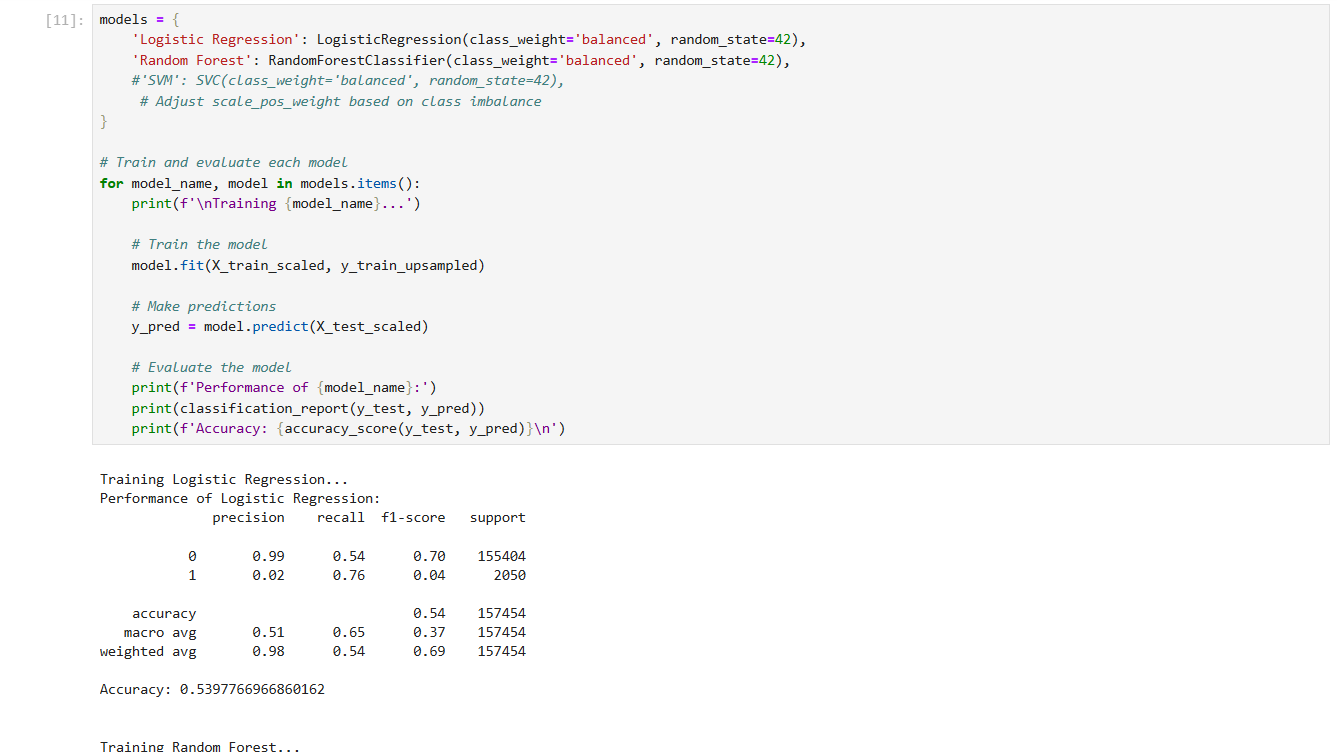 [11]:
models = {
    'Logistic Regression': LogisticRegression(class_weight='balanced', random_state=42),
    'Random Forest': RandomForestClassifier(class_weight='balanced', random_state=42),
    #'SVM': SVC(class_weight='balanced', random_state=42),
     # Adjust scale_pos_weight based on class imbalance
}

# Train and evaluate each model
for model_name, model in models.items():
    print(f'\nTraining {model_name}...')

    # Train the model
    model.fit(X_train_scaled, y_train_upsampled)

    # Make predictions
    y_pred = model.predict(X_test_scaled)

    # Evaluate the model
    print(f'Performance of {model_name}:')
    print(classification_report(y_test, y_pred))
    print(f'Accuracy: {accuracy_score(y_test, y_pred)}\n')

Training Logistic Regression...
Performance of Logistic Regression:
              precision    recall  f1-score   support

           0       0.99      0.54      0.70    155404
           1       0.02      0.76      0.04      2050

    accuracy                           0.54    157454
   macro avg       0.51      0.65      0.37    157454
weighted avg       0.98      0.54      0.69    157454

Accuracy: 0.5397766966860162

Training Random Forest...